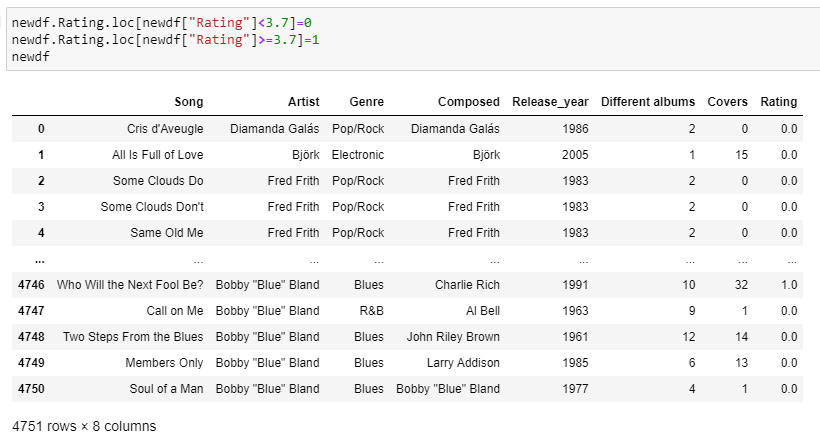 newdf.Rating.loc[newdf["Rating"]<3.7]=0
newdf.Rating.loc[newdf["Rating"]>=3.7]=1
newdf
Song Artist Genre Composed Release_year Different albums Covers Rating
0 Cris d'Aveugle Diamanda Galás Pop/Rock Diamanda Galás 1986 2 0 0.0
1 All Is Full of Love Björk Electronic Björk 2005 1 15 0.0
2 Some Clouds Do Fred Frith Pop/Rock Fred Frith 1983 2 0 0.0
3 Some Clouds Don't Fred Frith Pop/Rock Fred Frith 1983 2 0 0.0
4 Same Old Me Fred Frith Pop/Rock Fred Frith 1983 2 0 0.0
... ... ... ... ... ... ... ... ...
4746 Who Will the Next Fool Be? Bobby "Blue" Bland Blues Charlie Rich 1991 10 32 1.0
4747 Call on Me Bobby "Blue" Bland R&B Al Bell 1963 9 1 0.0
4748 Two Steps From the Blues Bobby "Blue" Bland Blues John Riley Brown 1961 12 14 0.0
4749 Members Only Bobby "Blue" Bland Blues Larry Addison 1985 6 13 0.0
4750 Soul of a Man Bobby "Blue" Bland Blues Bobby "Blue" Bland 1977 4 1 0.0
4751 rows × 8 columns